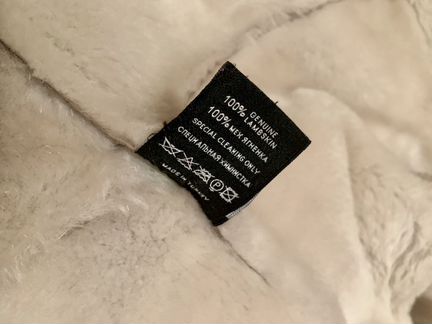 100% GENUINE
LAMBSKIN
100% МЕХ ЯГНЕНКА
SPECIAL CLEANING ONLY
СПЕЦИАЛЬНАЯ ХИМЧИСТКА
P
MADE IN TURKEY